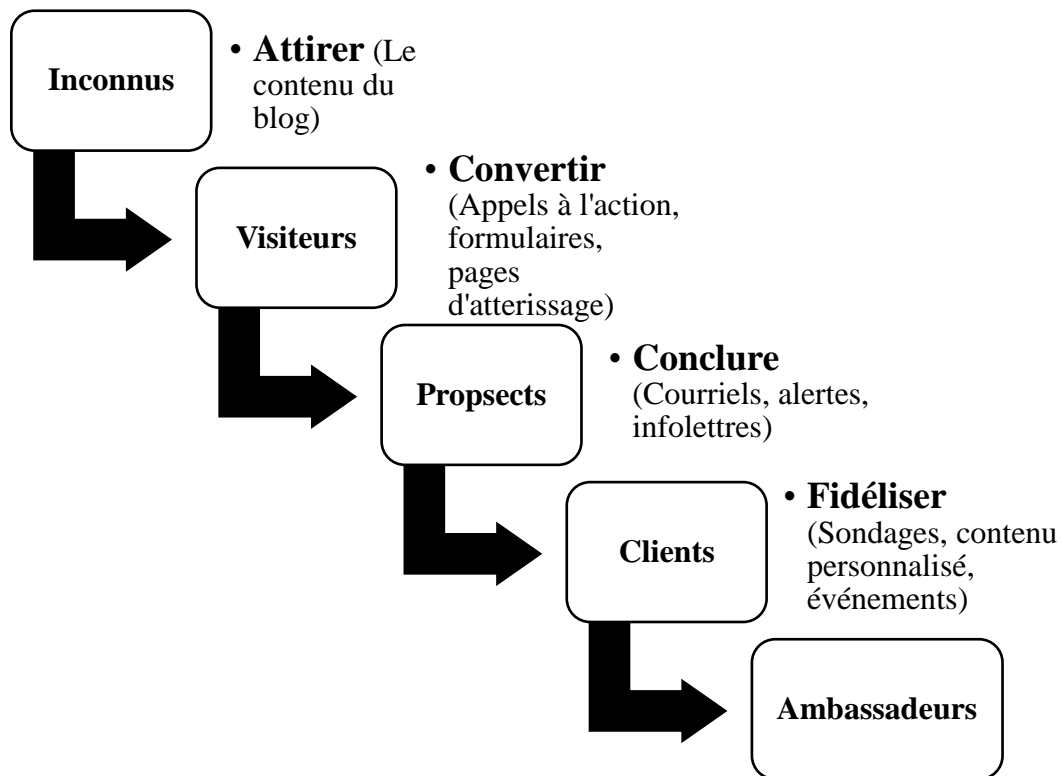 Inconnus
• Attirer (Le
contenu du
blog)
Visiteurs
• Convertir
(Appels à l'action,
formulaires,
pages
d'atterissage)
Propsects
• Conclure
(Courriels, alertes,
infolettres)
Clients
• Fidéliser
(Sondages, contenu
personnalisé,
événements)
Ambassadeurs